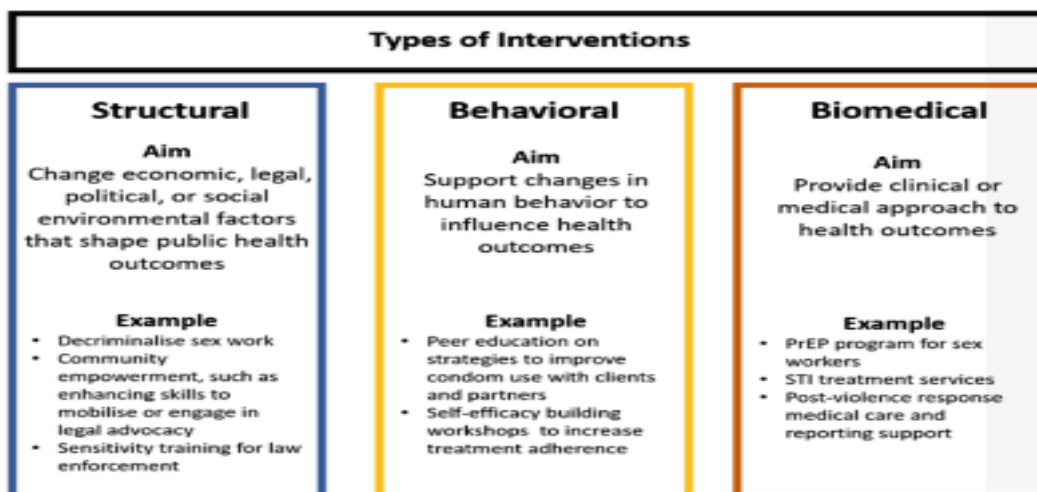 Types of Interventions
Structural
Aim
Change economic, legal,
political, or social
environmental factors
that shape public health
outcomes
Example
• Decriminalise sex work
• Community
empowerment, such as
enhancing skills to
mobilise or engage in
legal advocacy
• Sensitivity training for law
enforcement
Behavioral
Aim
Support changes in
human behavior to
influence health
outcomes
Example
• Peer education on
strategies to improve
condom use with clients
and partners
• Self-efficacy building
workshops to increase
treatment adherence
Biomedical
Aim
Provide clinical or
medical approach to
health outcomes
Example
• PrEP program for sex
workers
• STI treatment services
• Post-violence response
medical care and
reporting support